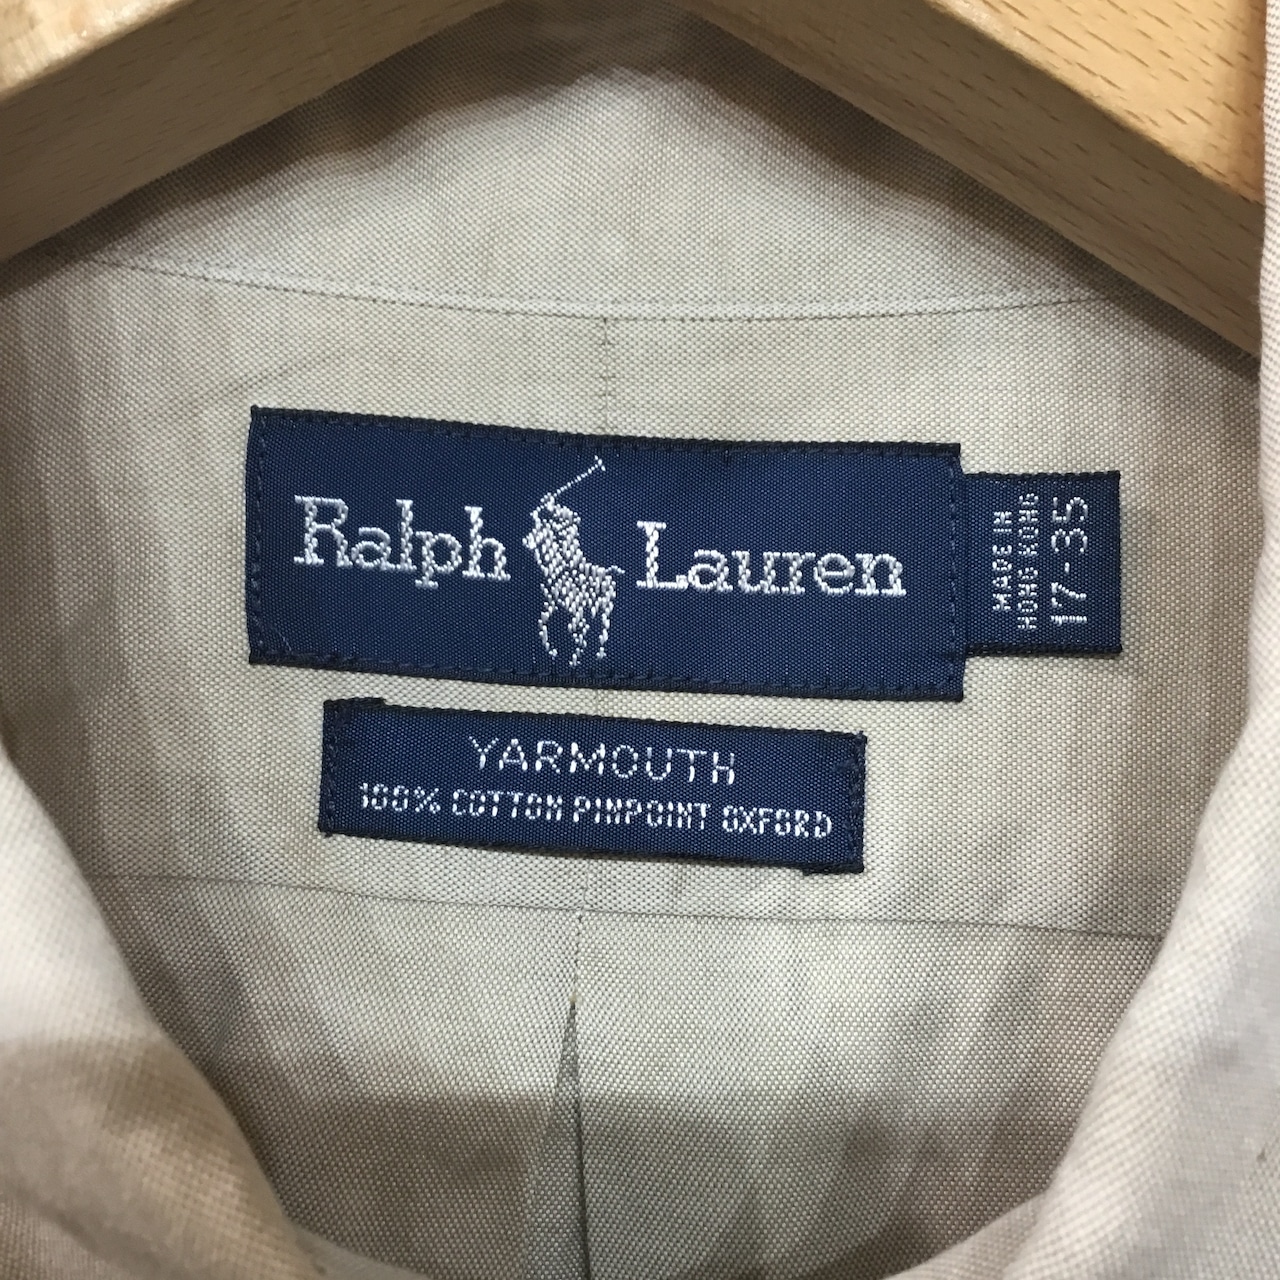 Ralph Lauren
MADE IN
HONG KONG
17-35
YARMOUTH
100% COTTON PINPOINT OXFORD